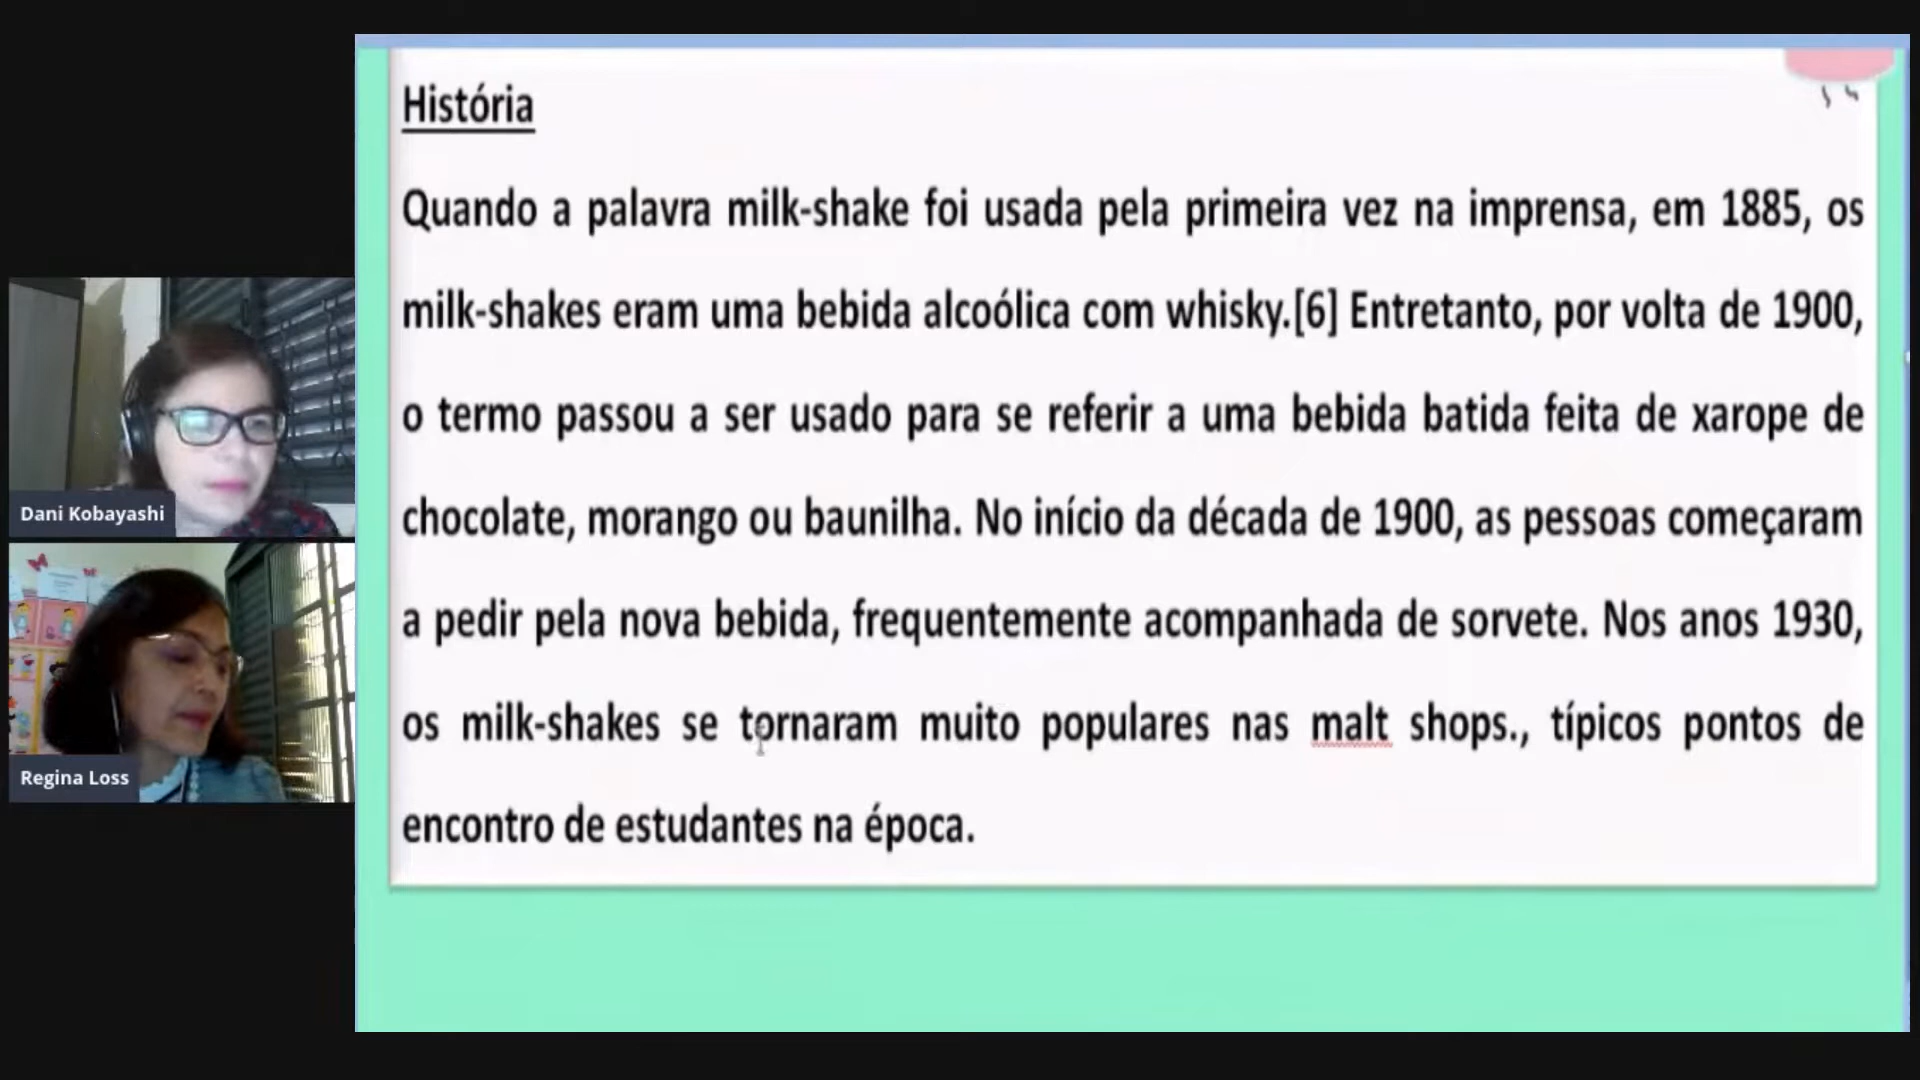 História
Quando a palavra milk-shake foi usada pela primeira vez na imprensa, em 1885, os
milk-shakes eram uma bebida alcoólica com whisky.[6] Entretanto, por volta de 1900,
o termo passou a ser usado para se referir a uma bebida batida feita de xarope de
chocolate, morango ou baunilha. No início da década de 1900, as pessoas começaram
a pedir pela nova bebida, frequentemente acompanhada de sorvete. Nos anos 1930,
os milk-shakes se tornaram muito populares nas malt shops., típicos pontos de
encontro de estudantes na época.
Dani Kobayashi
Regina Loss